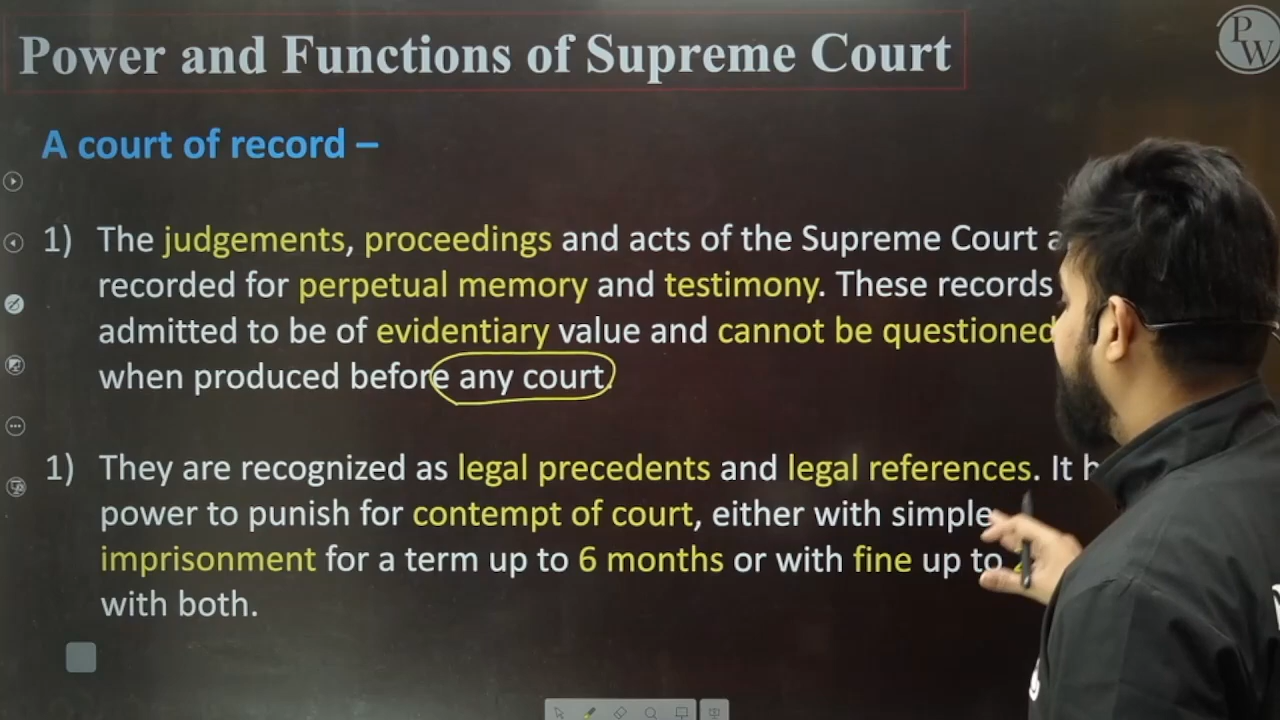 Power and Functions of Supreme Court
PW
A court of record –
1) The judgements, proceedings and acts of the Supreme Court
recorded for perpetual memory and testimony. These records
admitted to be of evidentiary value and cannot be questioned
when produced before any court.
1) They are recognized as legal precedents and legal references. It
power to punish for contempt of court, either with simple
imprisonment for a term up to 6 months or with fine up to
with both.